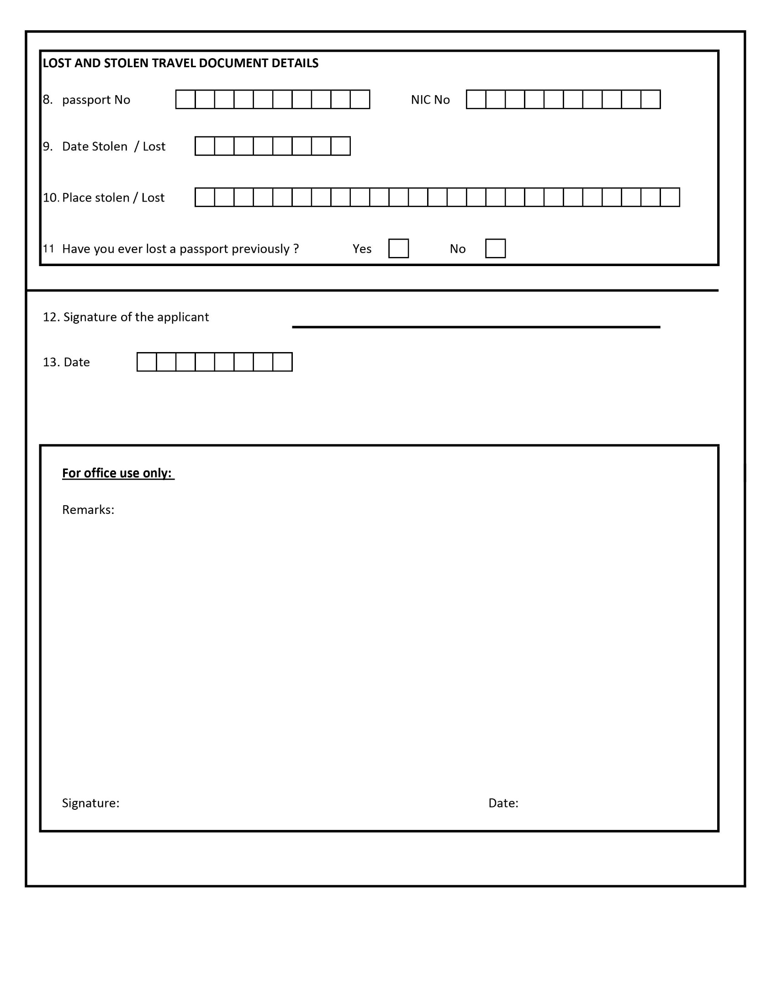 LOST AND STOLEN TRAVEL DOCUMENT DETAILS
8. passport No NIC No
9. Date Stolen / Lost
10. Place stolen / Lost
11 Have you ever lost a passport previously ? Yes No
12. Signature of the applicant
13. Date
For office use only:
Remarks:
Signature: Date: